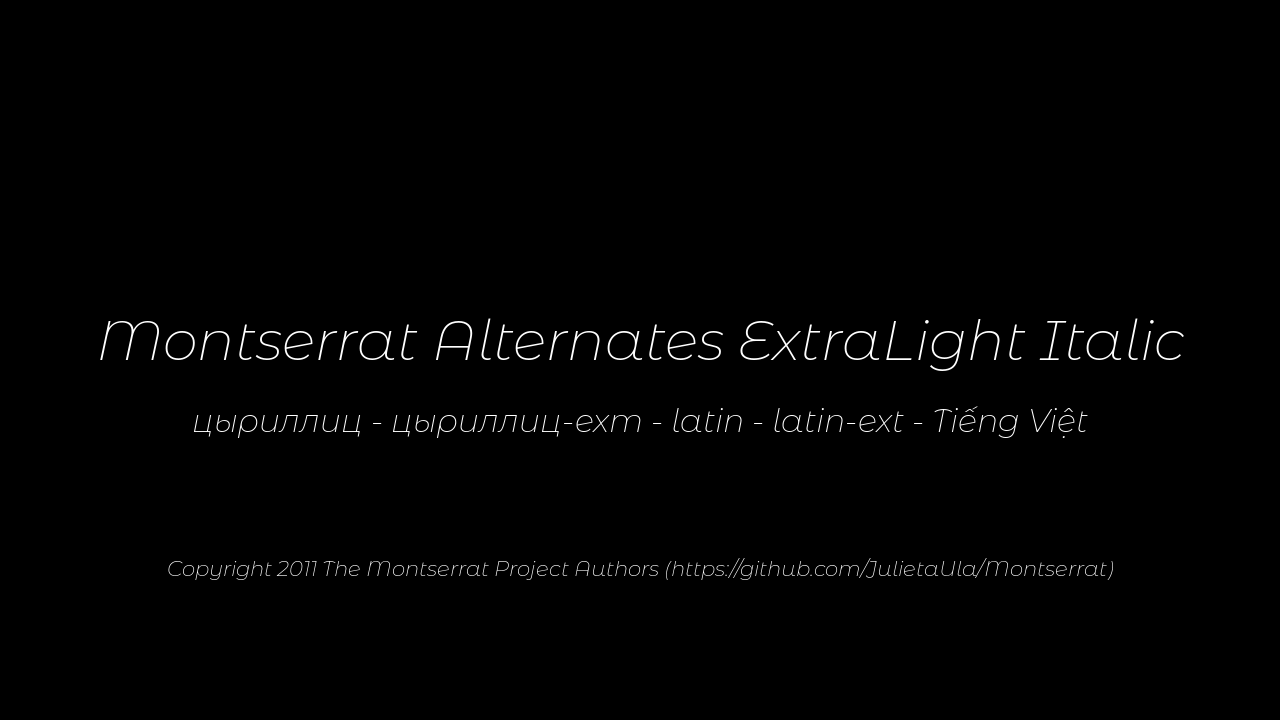 Montserrat Alternates ExtraLight Italic
цыриллиц - цыриллиц-ехт - latin - latin-ext - Tiếng Việt
Copyright 2011 The Montserrat Project Authors (https://github.com/JulietaUla/Montserrat)